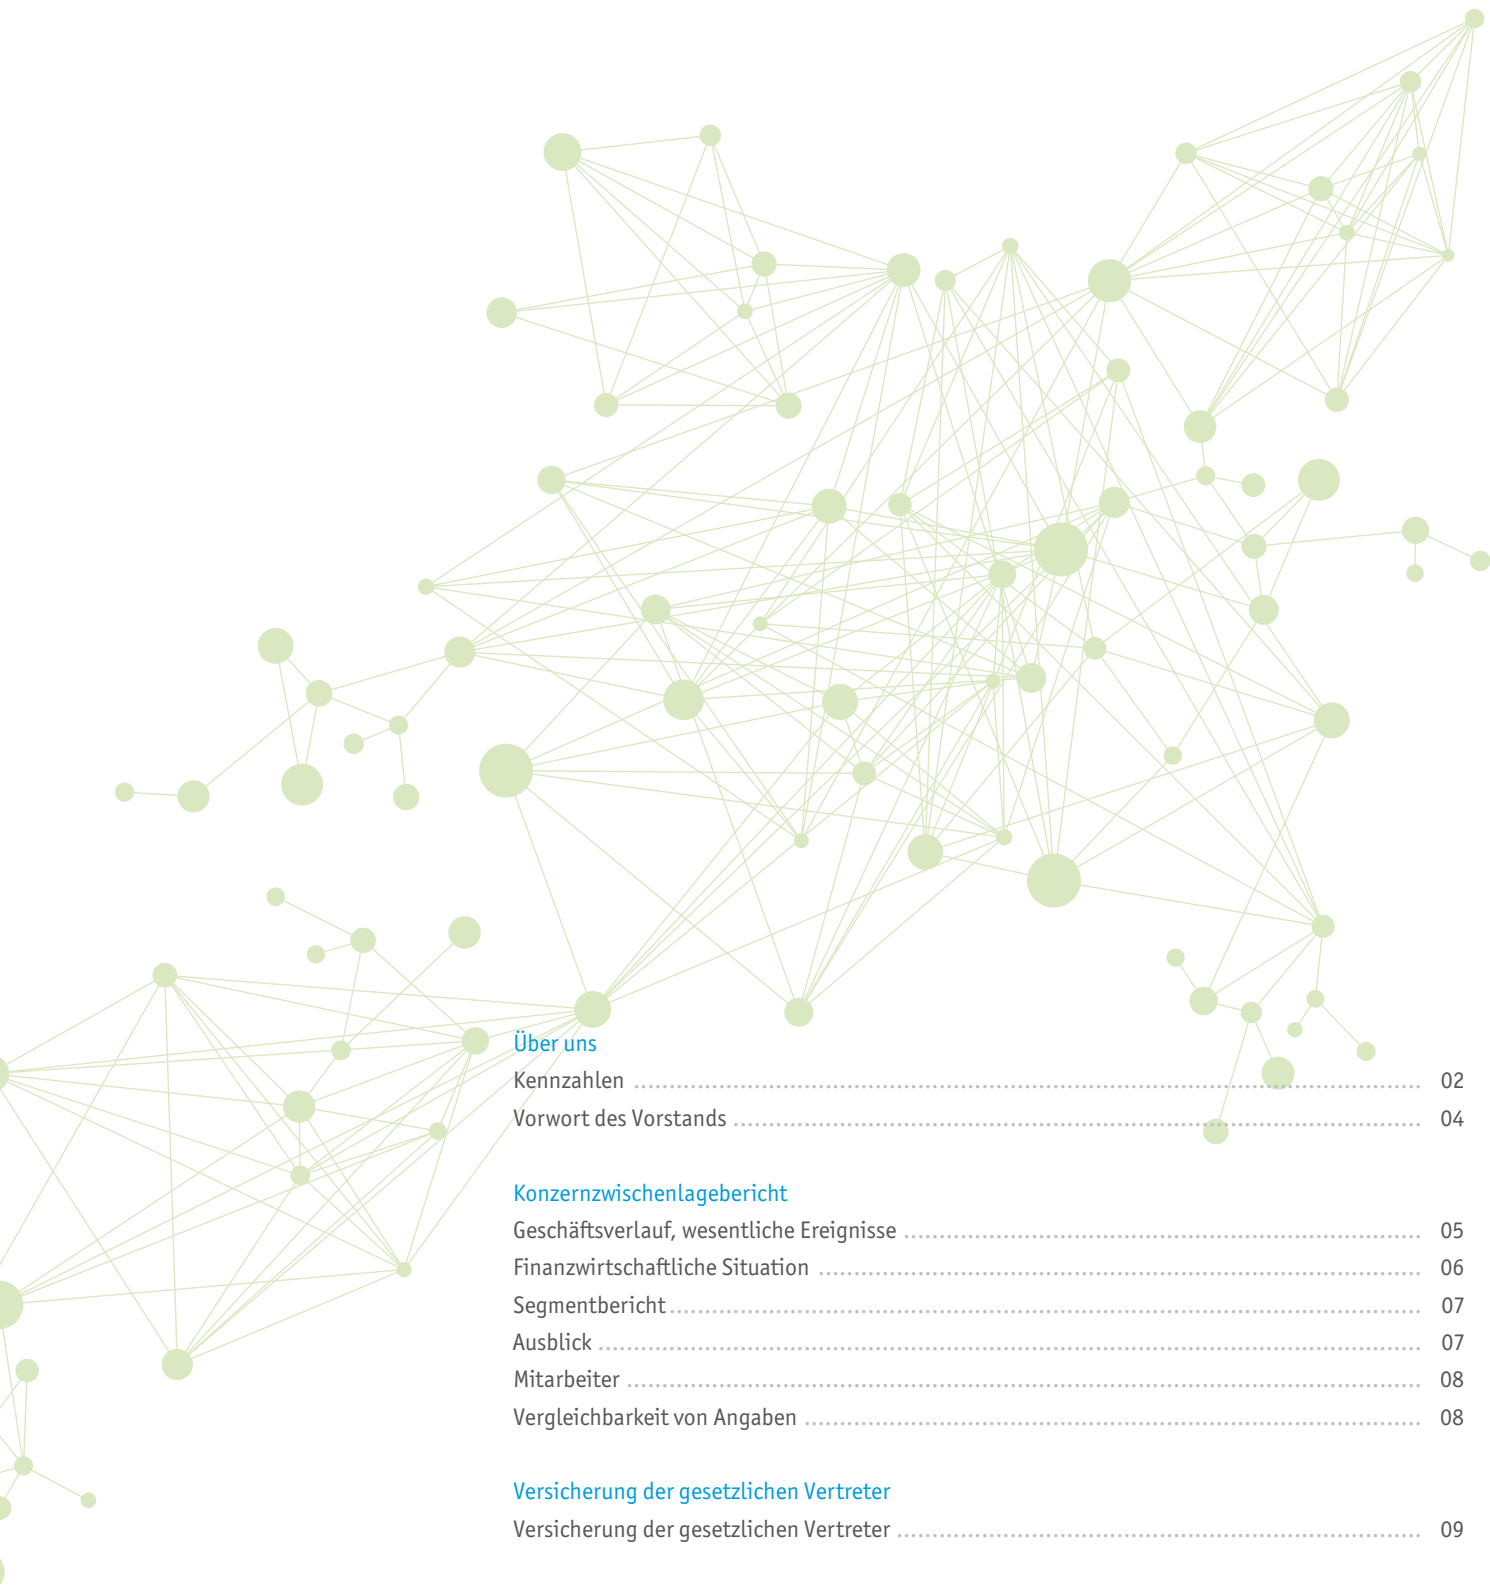 Über uns
Kennzahlen 02
Vorwort des Vorstands 04
Konzernzwischenlagebericht
Geschäftsverlauf, wesentliche Ereignisse 05
Finanzwirtschaftliche Situation 06
Segmentbericht 07
Ausblick 07
Mitarbeiter 08
Vergleichbarkeit von Angaben 08
Versicherung der gesetzlichen Vertreter
Versicherung der gesetzlichen Vertreter 09